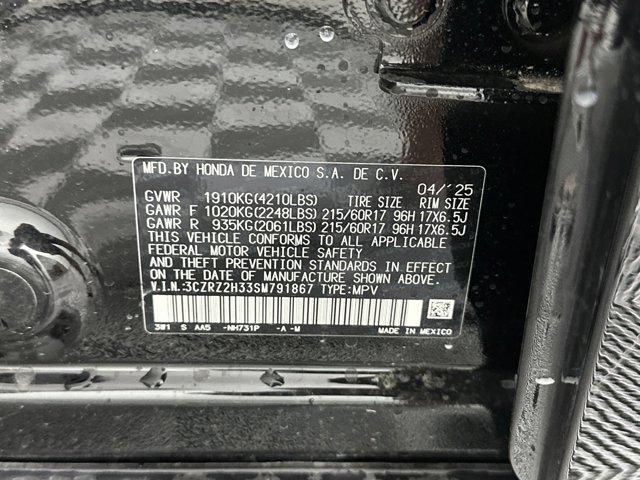 MFD.BY HONDA DE MEXICO S.A. DE C.V.
04/'25
GVWR 1910KG(4210LBS) TIRE SIZE RIM SIZE
GAWR F 1020KG(2248LBS) 215/60R17 96H 17X6.5J
GAWR R 935KG(2061LBS) 215/60R17 96H 17X6.5J
THIS VEHICLE CONFORMS TO ALL APPLICABLE
FEDERAL MOTOR VEHICLE SAFETY
AND THEFT PREVENTION STANDARDS IN EFFECT
ON THE DATE OF MANUFACTURE SHOWN ABOVE.
V.I.N.:3CZRZ2H33SM791867 TYPE:MPV
3W1 S AA5 -NH731P -A -M MADE IN MEXICO